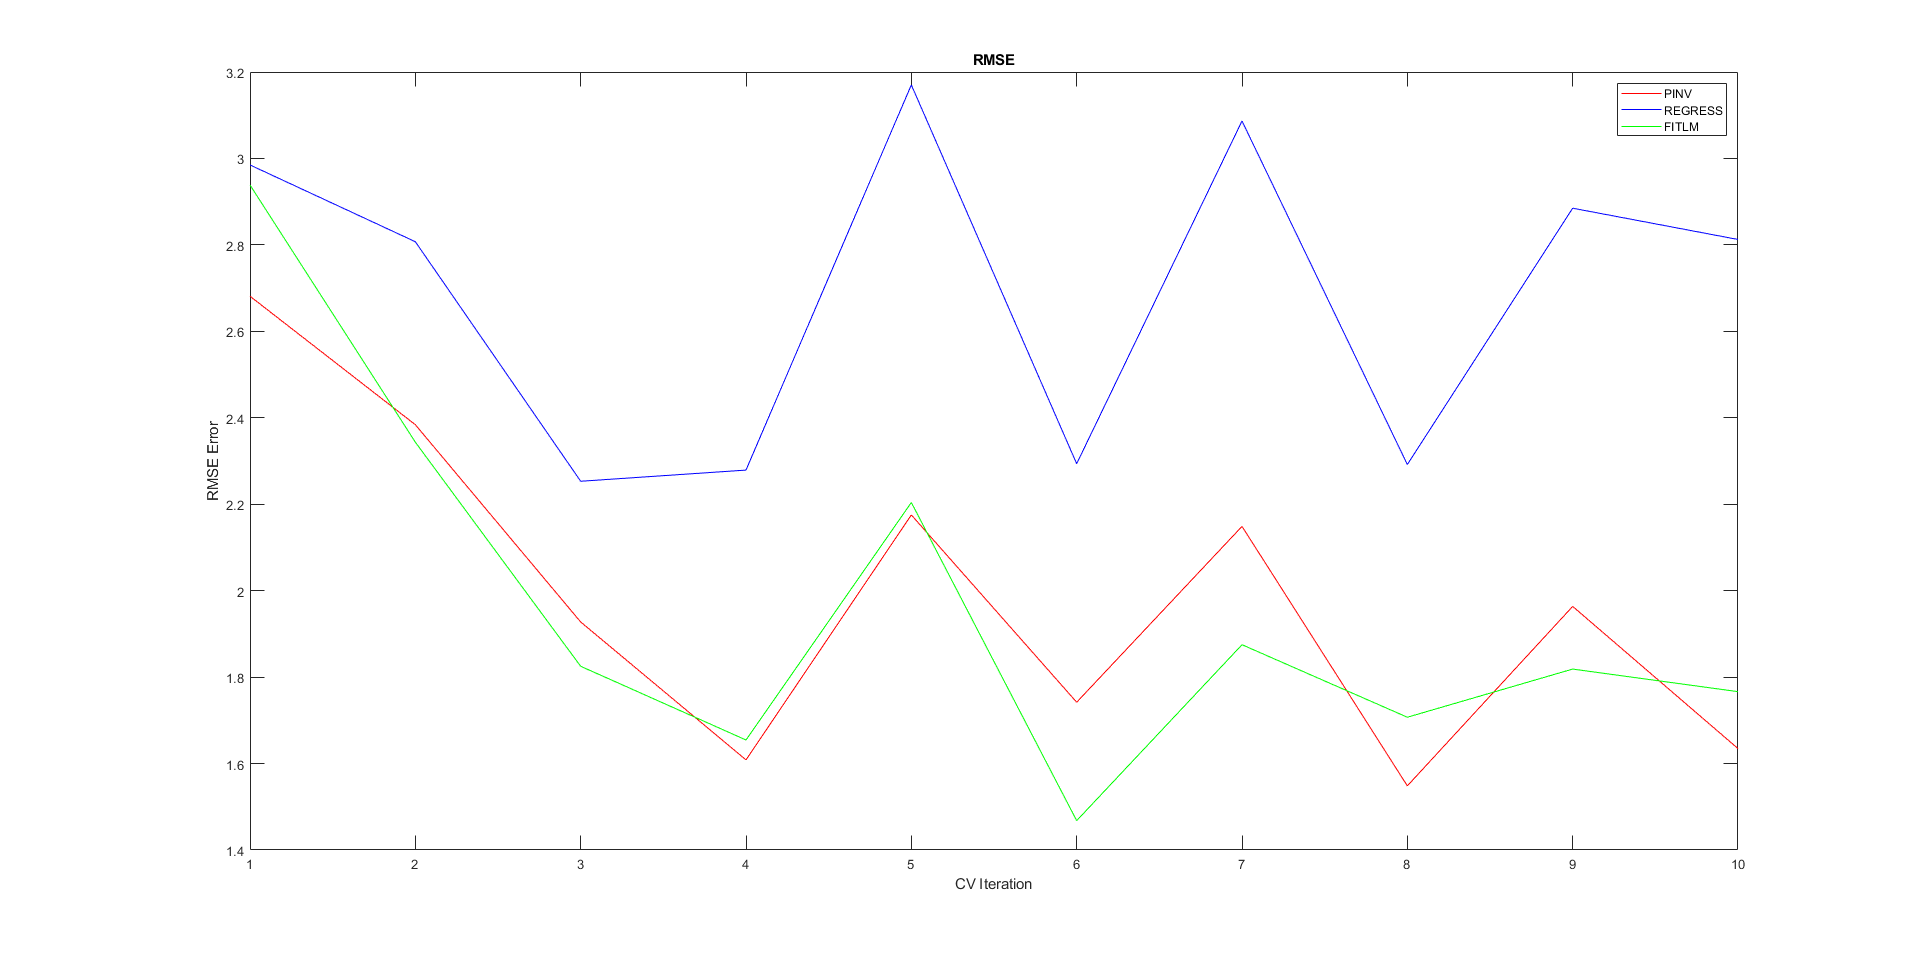 RMSE
3.2
3
2.8
2.6
2.4
2.2
2
1.8
1.6
1.4
RMSE Error
PINV
REGRESS
FITLM
1 2 3 4 5 6 7 8 9 10
CV Iteration